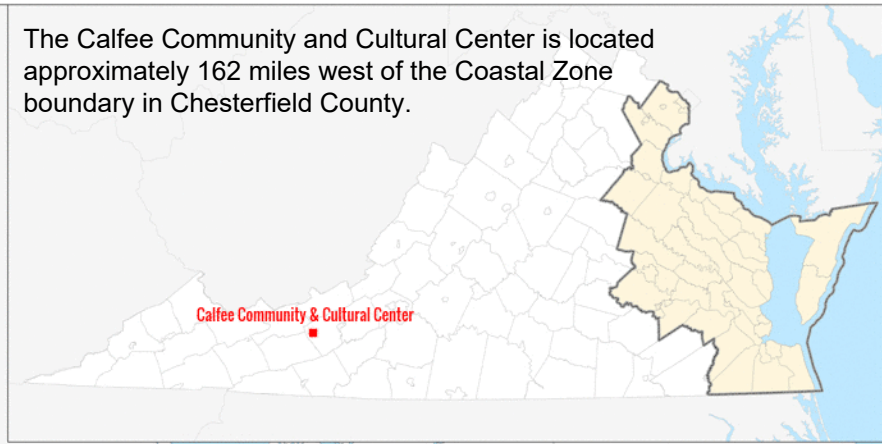 The Calfee Community and Cultural Center is located
approximately 162 miles west of the Coastal Zone
boundary in Chesterfield County.
Calfee Community & Cultural Center